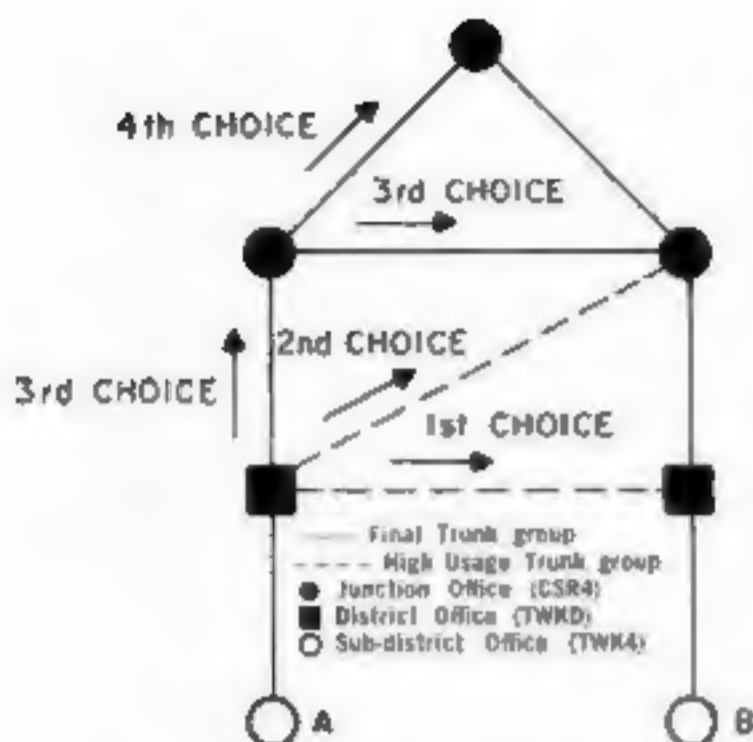 4th CHOICE
3rd CHOICE
2nd CHOICE
3rd CHOICE
1st CHOICE
Final Trunk group
High Usage Trunk group
Junction Office (CSR4)
District Office (TWKD)
Sub-district Office (TWK4)
A
B